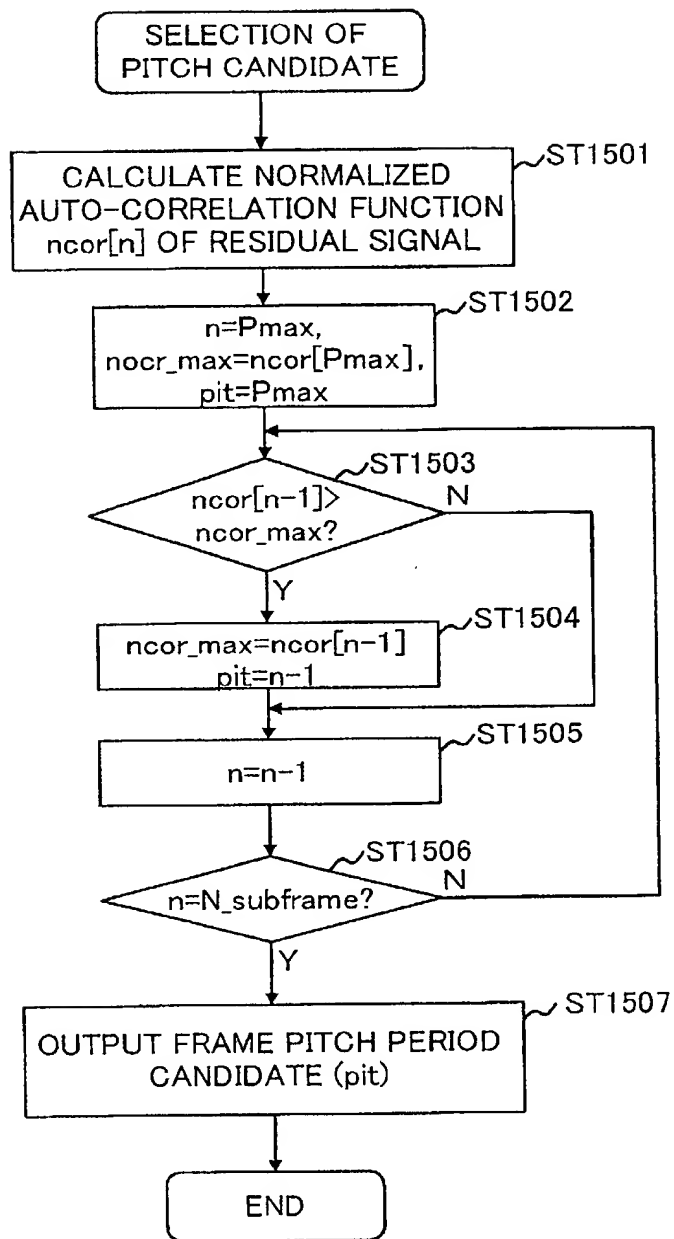 SELECTION OF
PITCH CANDIDATE
ST1501
CALCULATE NORMALIZED
AUTO-CORRELATION FUNCTION
ncor[n] OF RESIDUAL SIGNAL
ST1502
n=Pmax,
nocr_max=ncor[Pmax],
pit=Pmax
ST1503
ncor[n-1]>
ncor_max?
N
Y
ST1504
ncor_max=ncor[n-1]
pit=n-1
ST1505
n=n-1
ST1506
n=N_subframe?
N
Y
ST1507
OUTPUT FRAME PITCH PERIOD
CANDIDATE (pit)
END